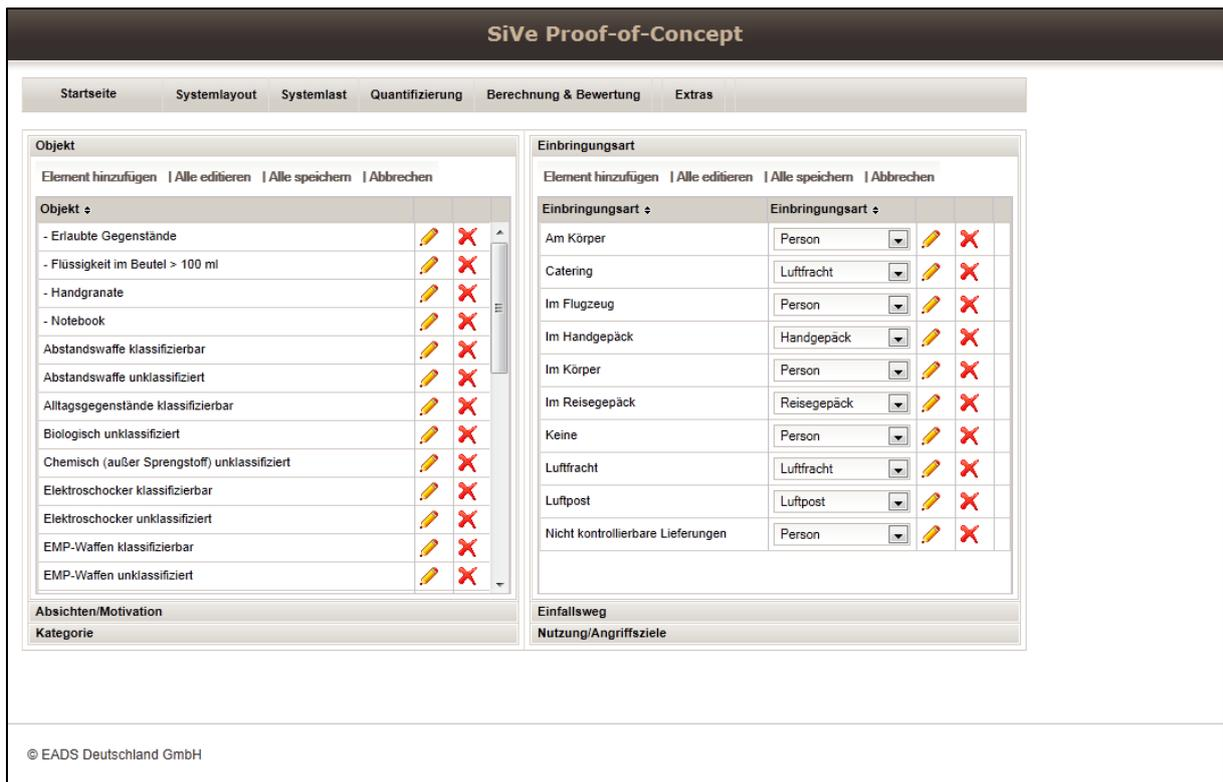 SiVe Proof-of-Concept
Startseite Systemlayout Systemlast Quantifizierung Berechnung & Bewertung Extras
Objekt
Element hinzufügen | Alle editieren | Alle speichern | Abbrechen
Objekt
- Erlaubte Gegenstände
- Flüssigkeit im Beutel > 100 ml
- Handgranate
- Notebook
Abstandswaffe klassifizierbar
Abstandswaffe unklassifiziert
Alltagsgegenstände klassifizierbar
Biologisch unklassifiziert
Chemisch (außer Sprengstoff) unklassifiziert
Elektroschocker klassifizierbar
Elektroschocker unklassifiziert
EMP-Waffen klassifizierbar
EMP-Waffen unklassifiziert
Absichten/Motivation
Kategorie
Einbringungsart
Element hinzufügen | Alle editieren | Alle speichern | Abbrechen
Einbringungsart Einbringungsart
Am Körper Person
Catering Luftfracht
Im Flugzeug Person
Im Handgepäck Handgepäck
Im Körper Person
Im Reisegepäck Reisegepäck
Keine Person
Luftfracht Luftfracht
Luftpost Luftpost
Nicht kontrollierbare Lieferungen Person
Einfallsweg
Nutzung/Angriffsziele
© EADS Deutschland GmbH